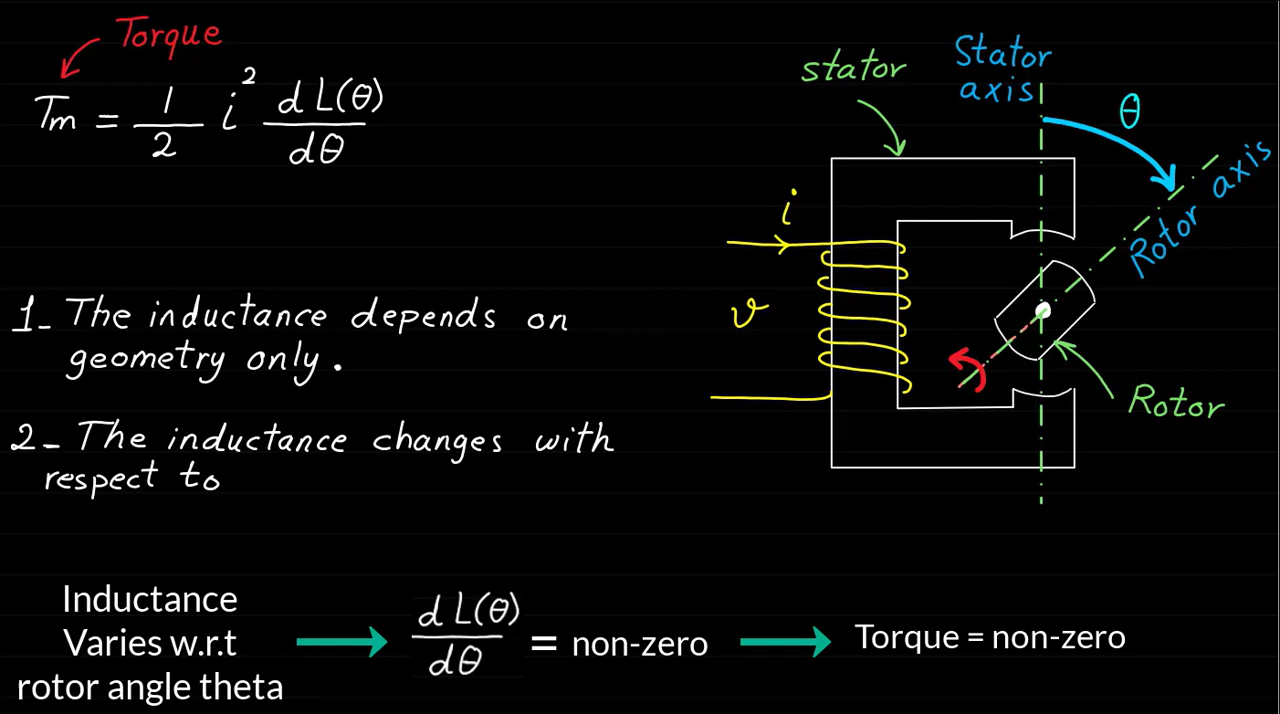 Torque
Tm = 1/2 i² dL(θ)/dθ
1- The inductance depends on
geometry only.
2- The inductance changes with
respect to
stator
Stator
axis
θ
Rotor axis
i
v
Rotor
Inductance
Varies w.r.t
rotor angle theta
dL(θ)/dθ = non-zero
Torque = non-zero